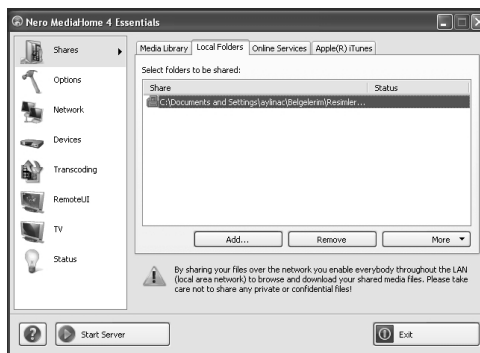 Nero MediaHome 4 Essentials
Shares
Options
Network
Devices
Transcoding
RemoteUI
TV
Status
Media Library Local Folders Online Services Apple(R) iTunes
Select folders to be shared:
Share Status
C:\Documents and Settings\aylinac\Belgelerim\Resimler...
Add... Remove More
By sharing your files over the network you enable everybody throughout the LAN
(local area network) to browse and download your shared media files. Please take
care not to share any private or confidential files!
? Start Server Exit